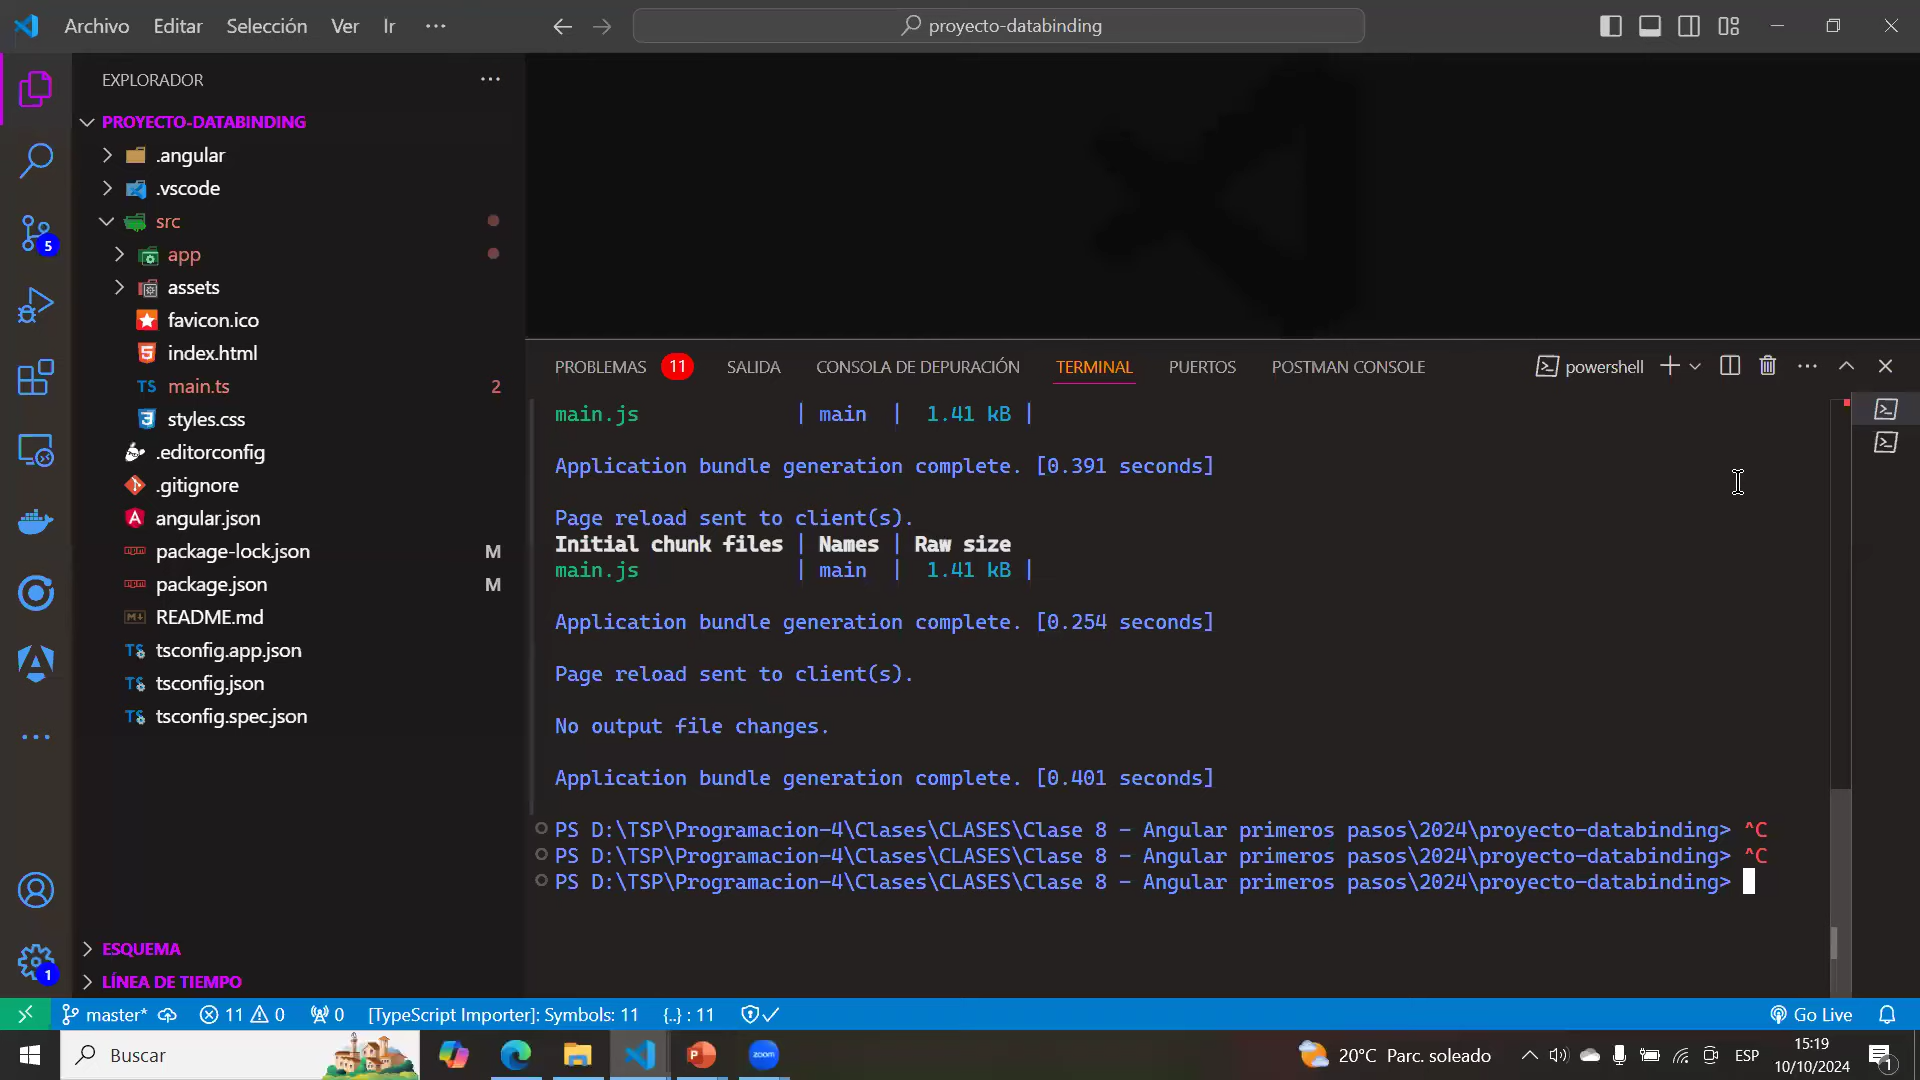 Archivo Editar Selección Ver Ir ··· proyecto-databinding
EXPLORADOR ···
PROYECTO-DATABINDING
.angular
.vscode
src
app
assets
favicon.ico
index.html
TS main.ts 2
styles.css
.editorconfig
.gitignore
angular.json
package-lock.json M
package.json M
README.md
TS tsconfig.app.json
TS tsconfig.json
TS tsconfig.spec.json
5
1
ESQUEMA
LÍNEA DE TIEMPO
PROBLEMAS 11 SALIDA CONSOLA DE DEPURACIÓN TERMINAL PUERTOS POSTMAN CONSOLE powershell
main.js | main | 1.41 kB |
Application bundle generation complete. [0.391 seconds]
Page reload sent to client(s).
Initial chunk files | Names | Raw size
main.js | main | 1.41 kB |
Application bundle generation complete. [0.254 seconds]
Page reload sent to client(s).
No output file changes.
Application bundle generation complete. [0.401 seconds]
PS D:\TSP\Programacion-4\Clases\CLASES\Clase 8 - Angular primeros pasos\2024\proyecto-databinding> ^C
PS D:\TSP\Programacion-4\Clases\CLASES\Clase 8 - Angular primeros pasos\2024\proyecto-databinding> ^C
PS D:\TSP\Programacion-4\Clases\CLASES\Clase 8 - Angular primeros pasos\2024\proyecto-databinding>
master* 11 0 0 [TypeScript Importer]: Symbols: 11 {..} : 11 Go Live
Buscar zoom 20°C Parc. soleado ESP 15:19
10/10/2024 1